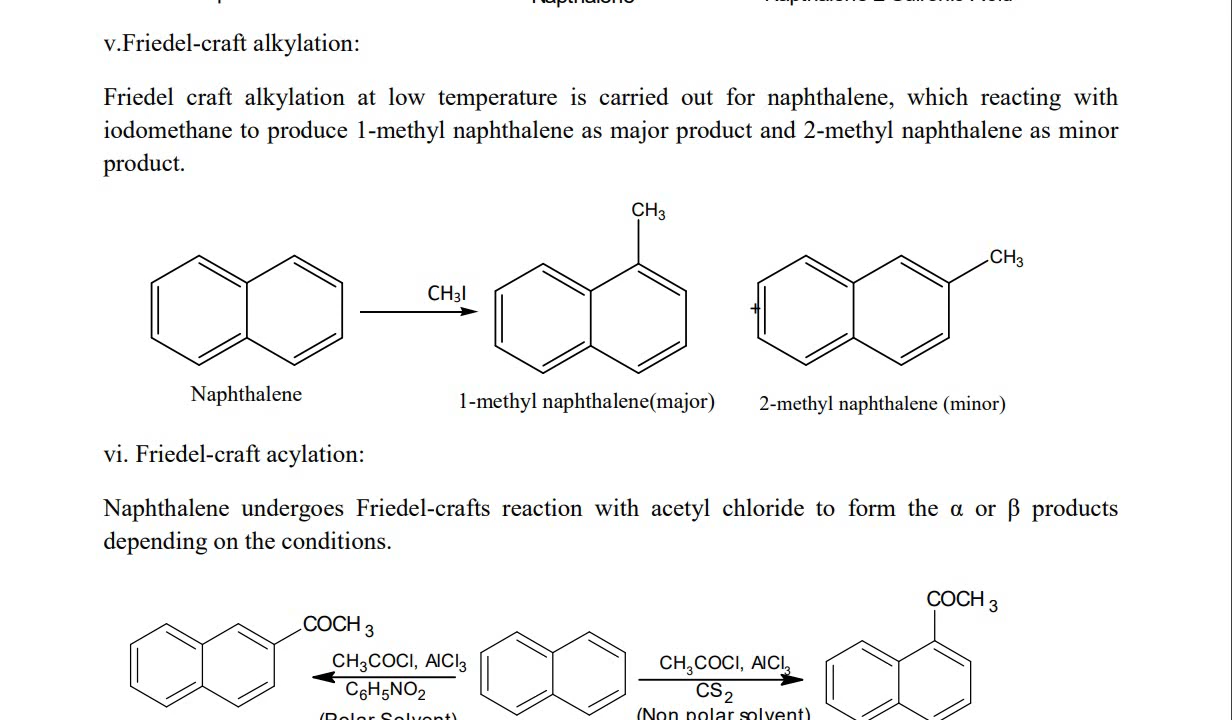 Napthalene
v.Friedel-craft alkylation:
Friedel craft alkylation at low temperature is carried out for naphthalene, which reacting with
iodomethane to produce 1-methyl naphthalene as major product and 2-methyl naphthalene as minor
product.
CH3
CH3
CH3I
+
Naphthalene
1-methyl naphthalene(major)
2-methyl naphthalene (minor)
vi. Friedel-craft acylation:
Naphthalene undergoes Friedel-crafts reaction with acetyl chloride to form the α or β products
depending on the conditions.
COCH 3
COCH 3
CH3COCl, AlCl3
C6H5NO2
(Polar Solvent)
CH3COCl, AlCl3
CS2
(Non polar solvent)